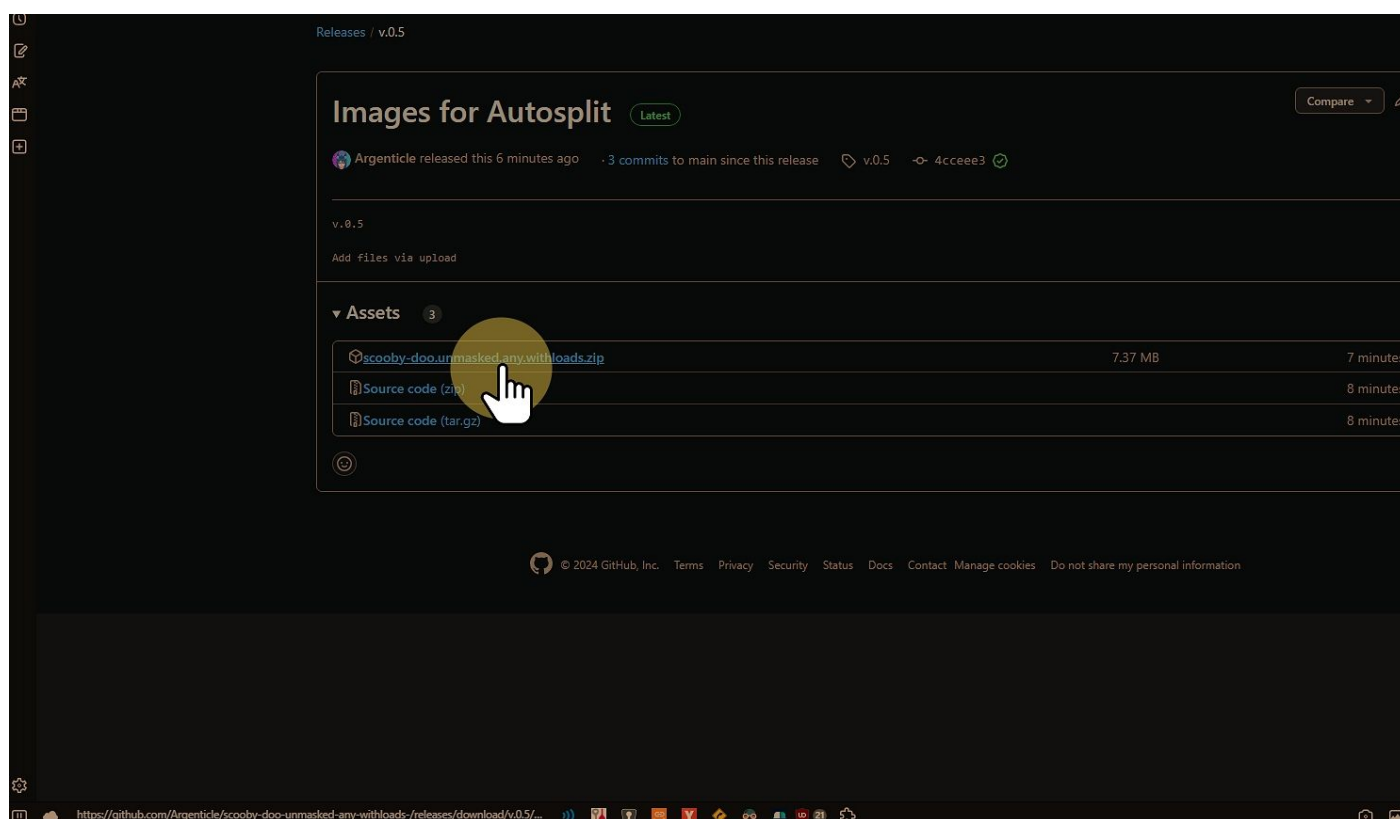 Releases / v.0.5
Images for Autosplit Latest
Compare
Argenticle released this 6 minutes ago · 3 commits to main since this release v.0.5 4cceee3
v.0.5
Add files via upload
Assets 3
scooby-doo.unmasked.any.withloads.zip 7.37 MB 7 minutes
Source code (zip) 8 minutes
Source code (tar.gz) 8 minutes
© 2024 GitHub, Inc. Terms Privacy Security Status Docs Contact Manage cookies Do not share my personal information
https://github.com/Argenticle/scooby-doo-unmasked-any-withloads-/releases/download/v.0.5/... 21